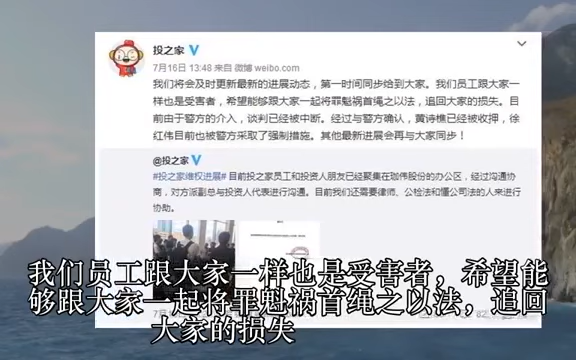 投之家
7月16日 13:48 来自 微博 weibo.com
我们将会及时更新最新的进展动态，第一时间同步给到大家。我们员工跟大家一
样也是受害者，希望能够跟大家一起将罪魁祸首绳之以法，追回大家的损失。目
前由于警方的介入，谈判已经被中断。经过与警方确认，黄诗樵已经被收押，徐
红伟目前也被警方采取了强制措施。其他最新进展会再与大家同步！
@投之家
#投之家维权进展# 目前投之家员工和投资人朋友已经聚集在珈伟股份的办公区，经过沟通协
商，对方派副总与投资人代表进行沟通。目前我们还需要律师、公检法和懂公司法的人来进行
协助。
我们员工跟大家一样也是受害者，希望能
够跟大家一起将罪魁祸首绳之以法，追回
大家的损失